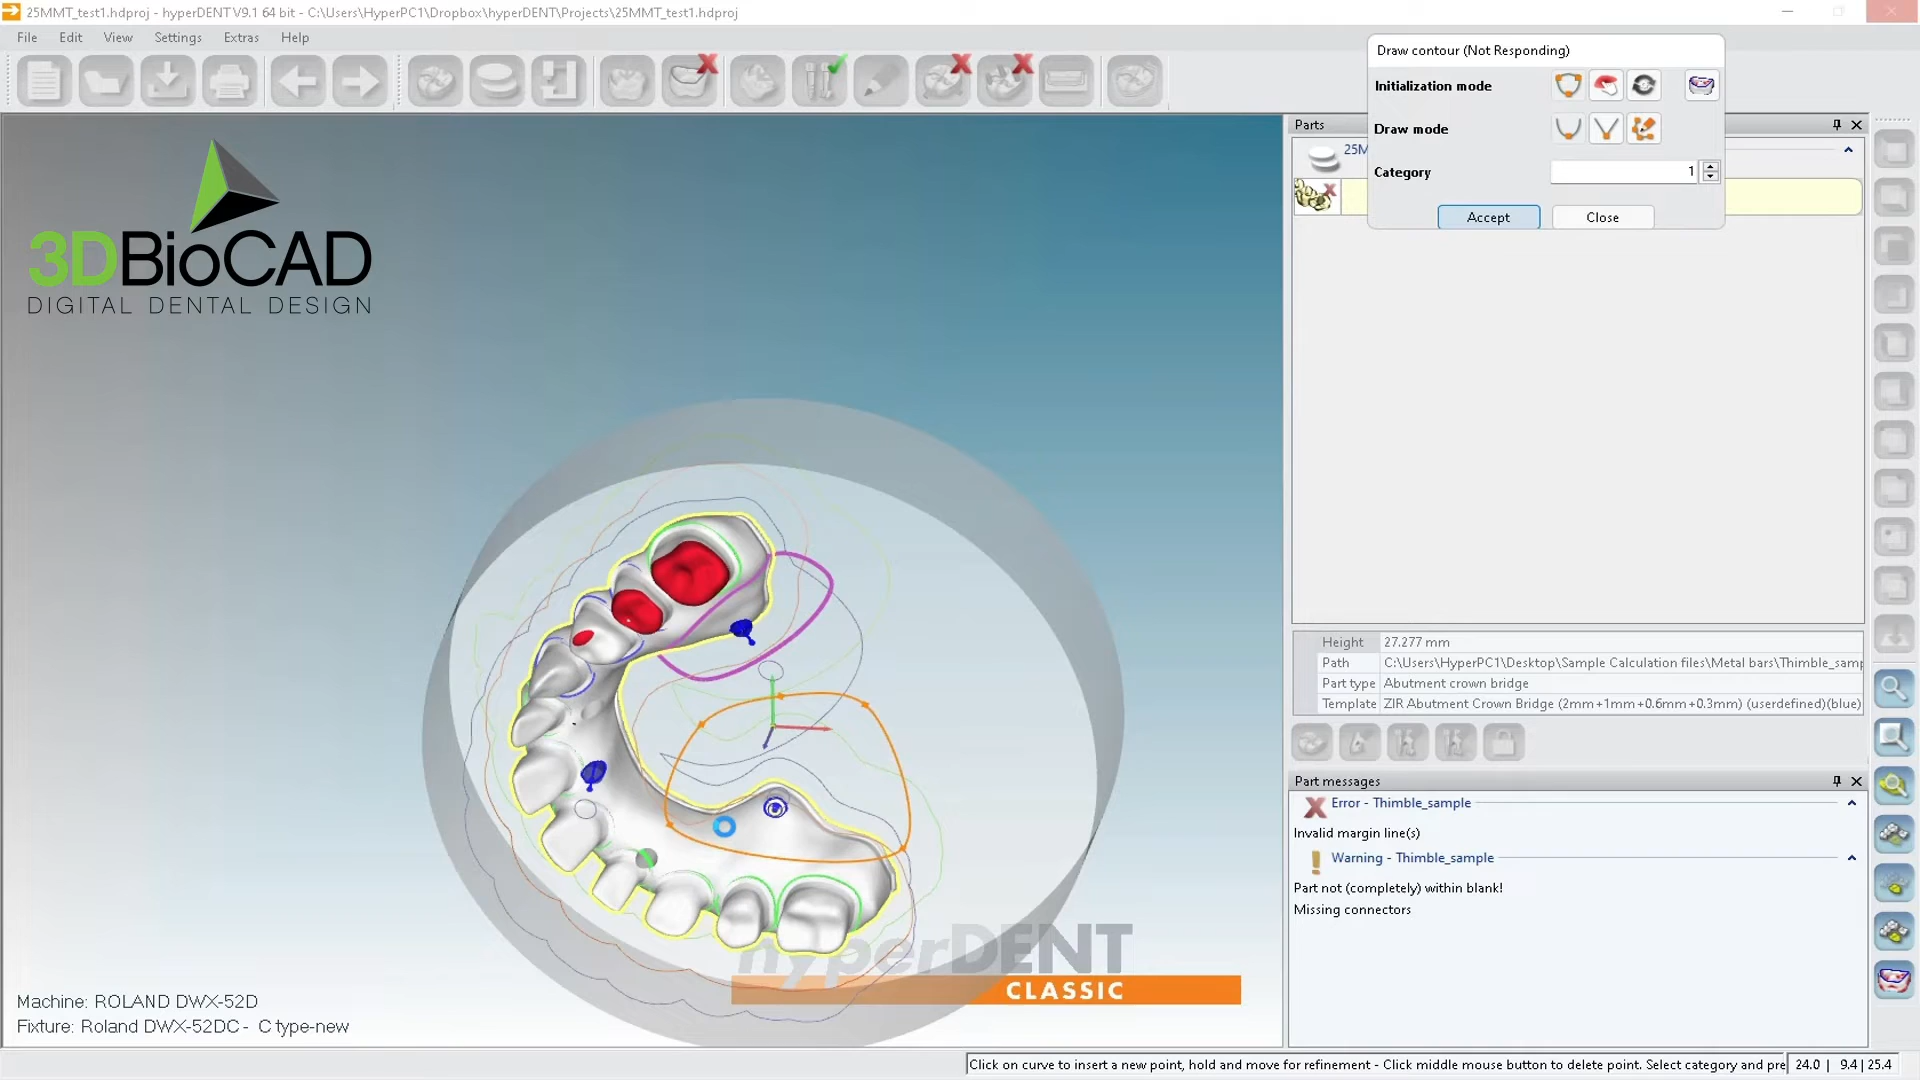 25MMT_test1.hdproj - hyperDENT V9.1 64 bit - C:\Users\HyperPC1\Dropbox\hyperDENT\Projects\25MMT_test1.hdproj
File Edit View Settings Extras Help
Draw contour (Not Responding)
Initialization mode
Draw mode
Category 1
Accept Close
Parts
25M
3DBioCAD
DIGITAL DENTAL DESIGN
Height 27.277 mm
Path C:\Users\HyperPC1\Desktop\Sample Calculation files\Metal bars\Thimble_samp
Part type Abutment crown bridge
Template ZIR Abutment Crown Bridge (2mm+1mm+0.6mm+0.3mm) (userdefined)(blue)
Part messages
Error - Thimble_sample
Invalid margin line(s)
Warning - Thimble_sample
Part not (completely) within blank!
Missing connectors
hyperDENT
CLASSIC
Machine: ROLAND DWX-52D
Fixture: Roland DWX-52DC - C type-new
Click on curve to insert a new point, hold and move for refinement - Click middle mouse button to delete point. Select category and pre
24.0 | 9.4 | 25.4